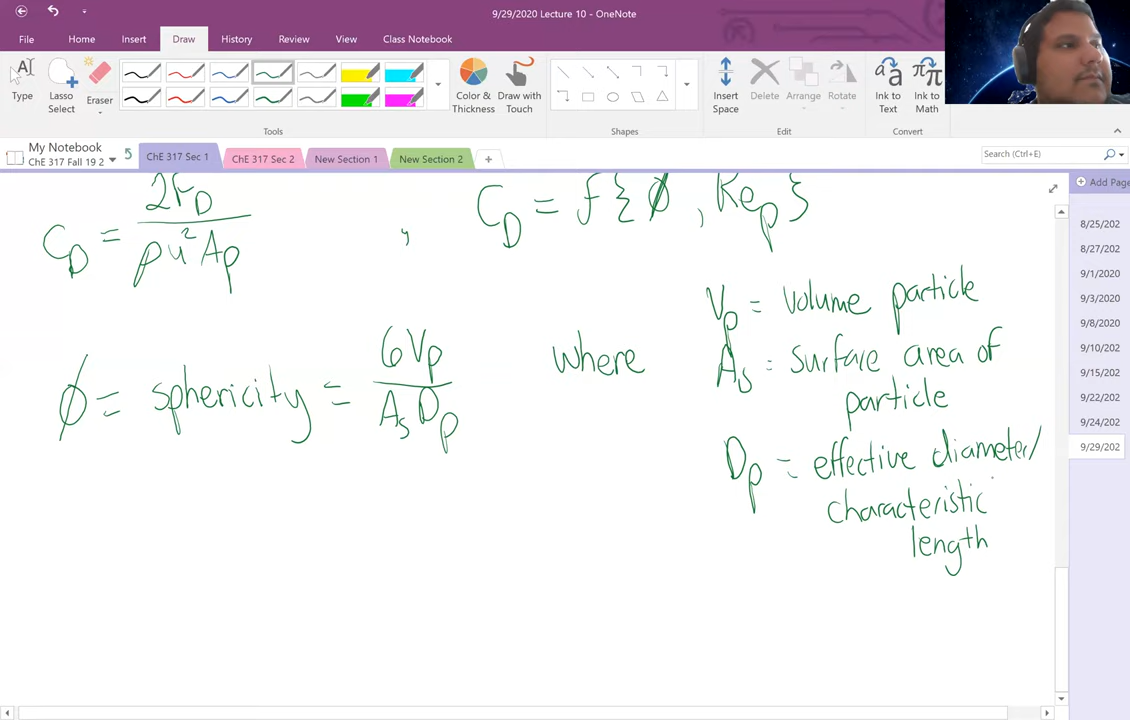 9/29/2020 Lecture 10 - OneNote
File Home Insert Draw History Review View Class Notebook
Type Lasso Select Eraser Color & Thickness Draw with Touch Insert Space Delete Arrange Rotate Ink to Text Ink to Math
Tools Shapes Edit Convert
My Notebook
ChE 317 Fall 19 2
ChE 317 Sec 1 ChE 317 Sec 2 New Section 1 New Section 2 +
Search (Ctrl+E)
Add Page
8/25/202
8/27/202
9/1/2020
9/3/2020
9/8/2020
9/10/202
9/15/202
9/22/202
9/24/202
9/29/202
C_D = 2F_D / ρu²A_p , C_D = f{∅, Re_p}
V_p = volume particle
∅ = sphericity = 6V_p / A_s D_p where
A_s = surface area of
particle
D_p = effective diameter/
characteristic
length